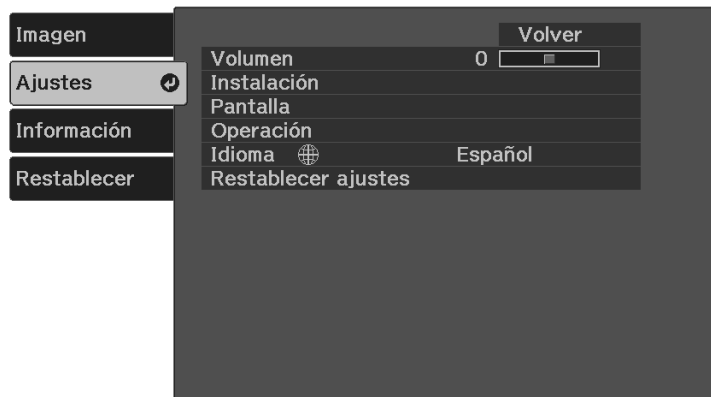 Imagen
Ajustes
Información
Restablecer
Volver
Volumen 0
Instalación
Pantalla
Operación
Idioma Español
Restablecer ajustes